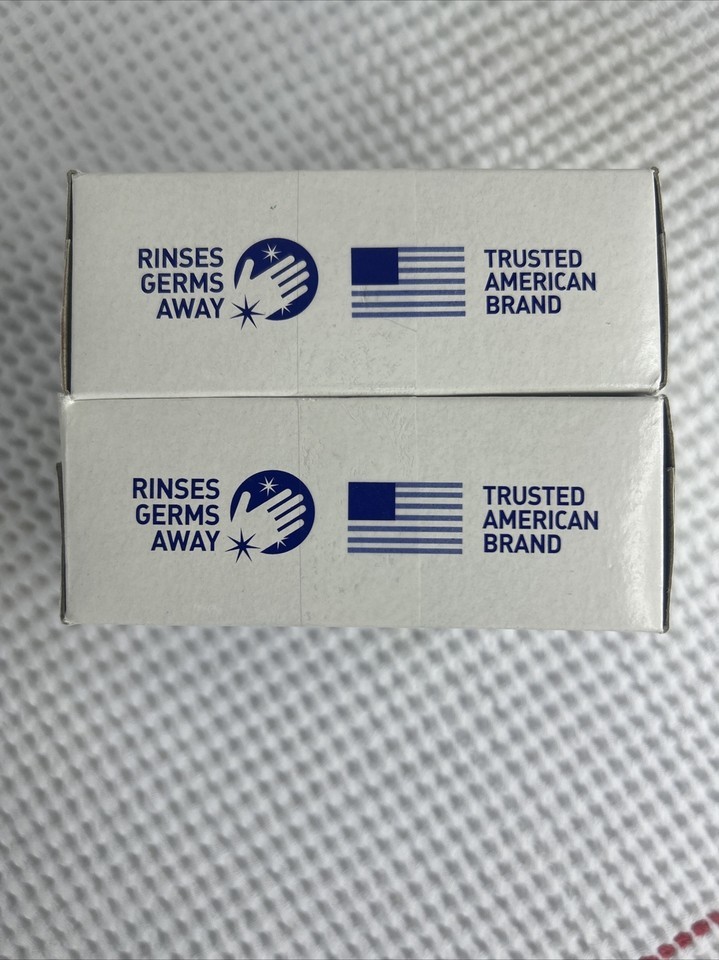 RINSES
GERMS
AWAY
TRUSTED
AMERICAN
BRAND
RINSES
GERMS
AWAY
TRUSTED
AMERICAN
BRAND